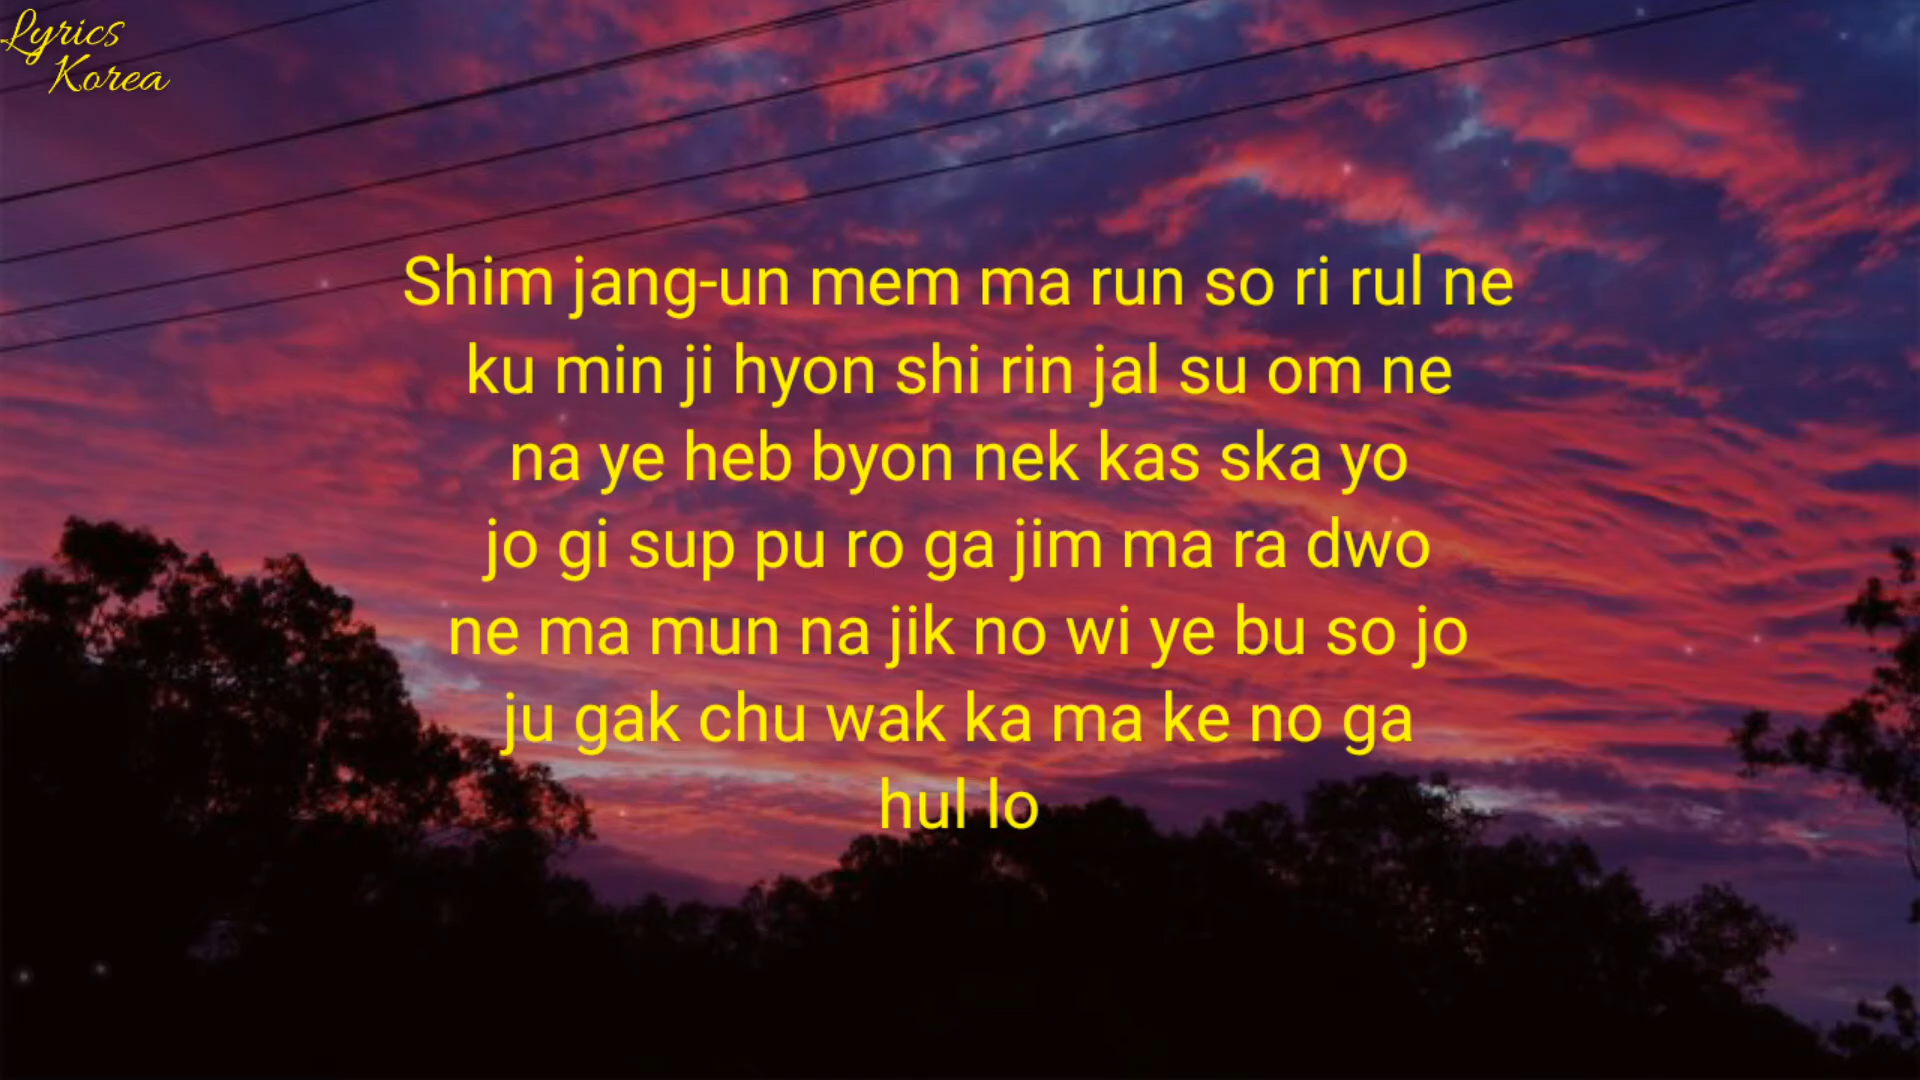 Lyrics
Korea
Shim jang-un mem ma run so ri rul ne
ku min ji hyon shi rin jal su om ne
na ye heb byon nek kas ska yo
jo gi sup pu ro ga jim ma ra dwo
ne ma mun na jik no wi ye bu so jo
ju gak chu wak ka ma ke no ga
hul lo